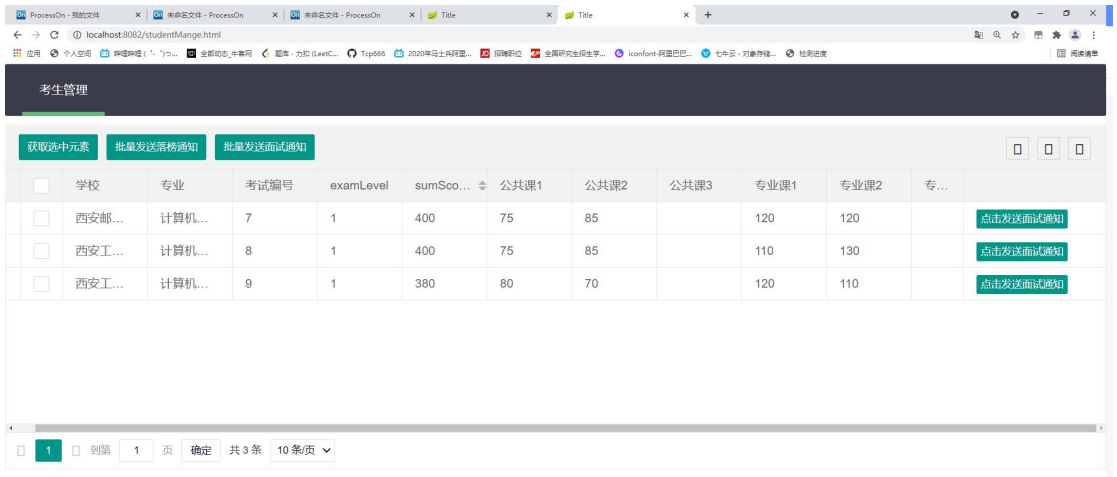 ProcessOn - 我的文件
未命名文件 - ProcessOn
未命名文件 - ProcessOn
Title
Title
localhost:8082/studentMange.html
应用 个人空间 哔哩哔哩 ( ゜- ゜)つ... 全部动态_牛客网 题库 - 力扣 (LeetC... Tcp666 2020年马士兵阿里... 招聘职位 全国研究生招生学... iconfont-阿里巴巴... 七牛云 - 对象存储... 检测进度 阅读清单
考生管理
获取选中元素 批量发送落榜通知 批量发送面试通知
学校 专业 考试编号 examLevel sumSco... 公共课1 公共课2 公共课3 专业课1 专业课2 专...
西安邮... 计算机... 7 1 400 75 85 120 120 点击发送面试通知
西安工... 计算机... 8 1 400 75 85 110 130 点击发送面试通知
西安工... 计算机... 9 1 380 80 70 120 110 点击发送面试通知
1 到第 1 页 确定 共 3 条 10 条/页